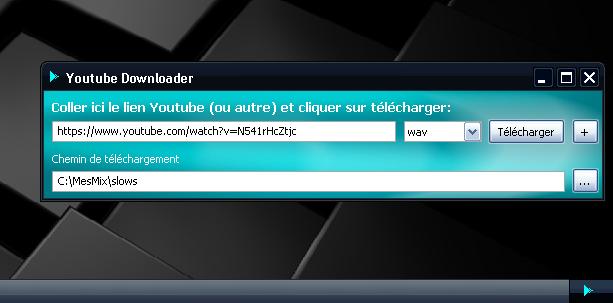 Youtube Downloader
Coller ici le lien Youtube (ou autre) et cliquer sur télécharger:
https://www.youtube.com/watch?v=N541rHcZtjc wav Télécharger +
Chemin de téléchargement
C:\MesMix\slows ...